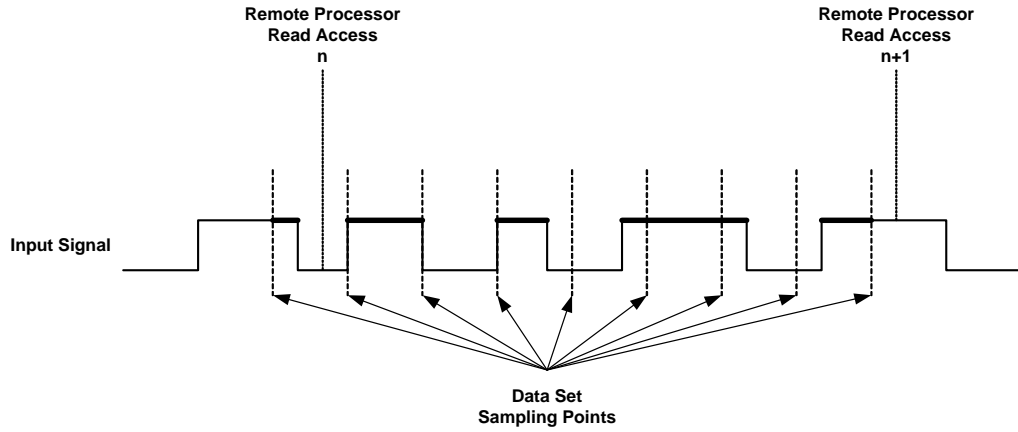 Remote Processor
Read Access
n
Remote Processor
Read Access
n+1
Input Signal
Data Set
Sampling Points